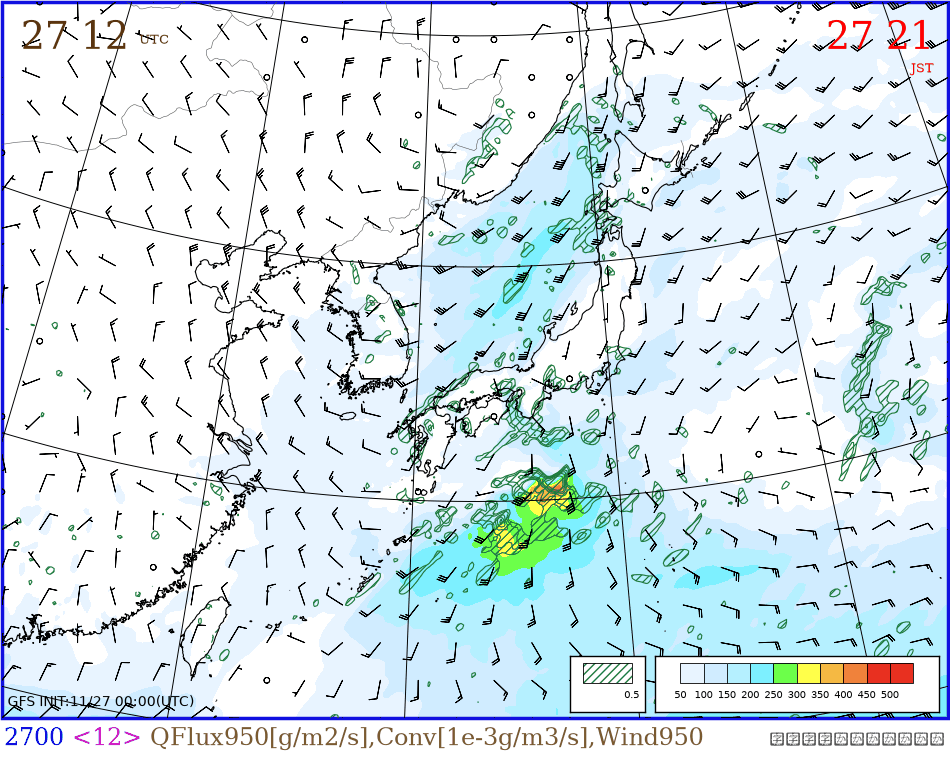 27 12 UTC
27 21
JST
0.5
50 100 150 200 250 300 350 400 450 500
GFS INIT:11/27 00:00(UTC)
2700 <12> QFlux950[g/m2/s],Conv[1e-3g/m3/s],Wind950